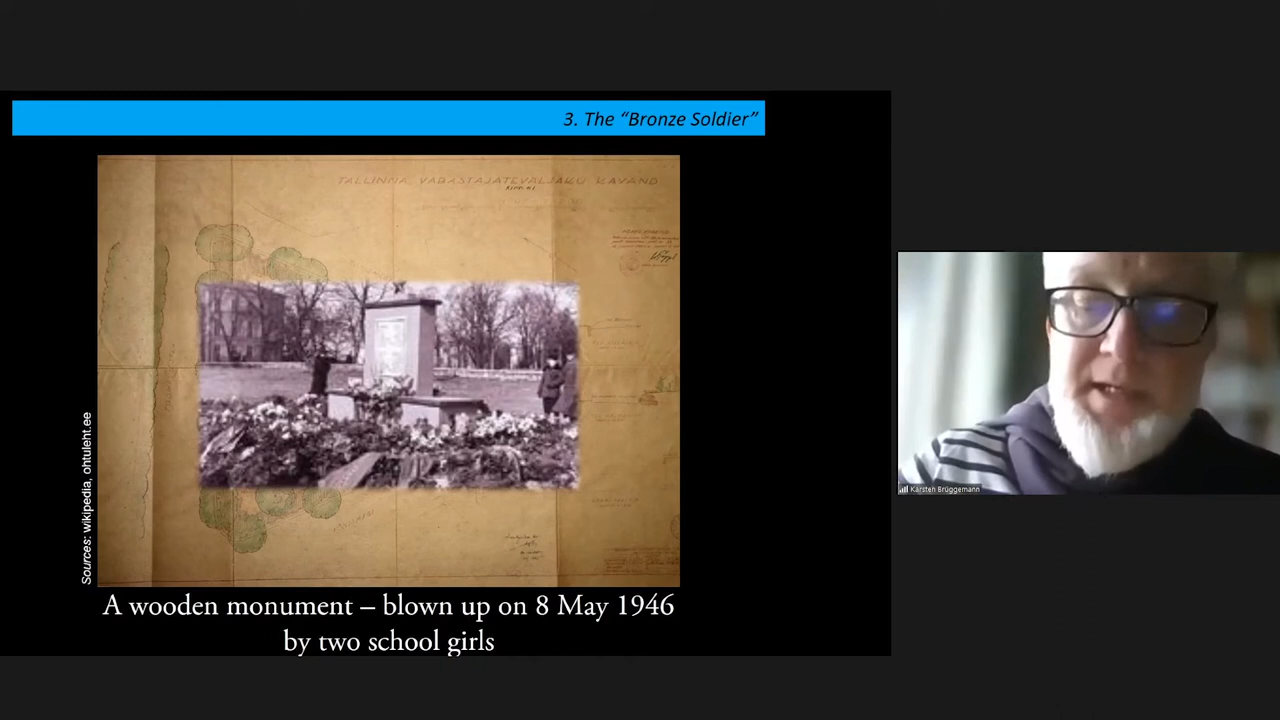 3. The “Bronze Soldier”
TALLINNA VABASTAJATEVÄLJAKU KAVAND
Sources: wikipedia, ohtuleht.ee
A wooden monument – blown up on 8 May 1946
by two school girls
Karsten Brüggemann